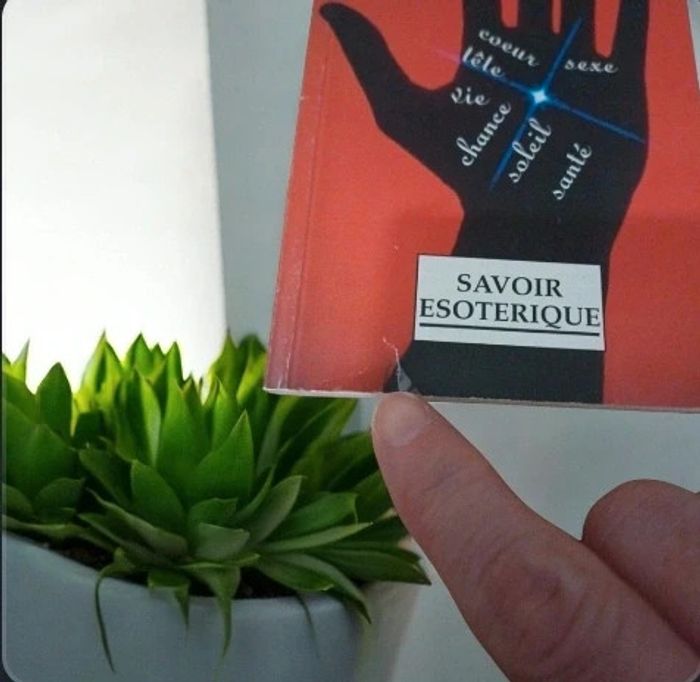 coeur
tête
sexe
vie
chance
soleil
santé
SAVOIR
ESOTERIQUE